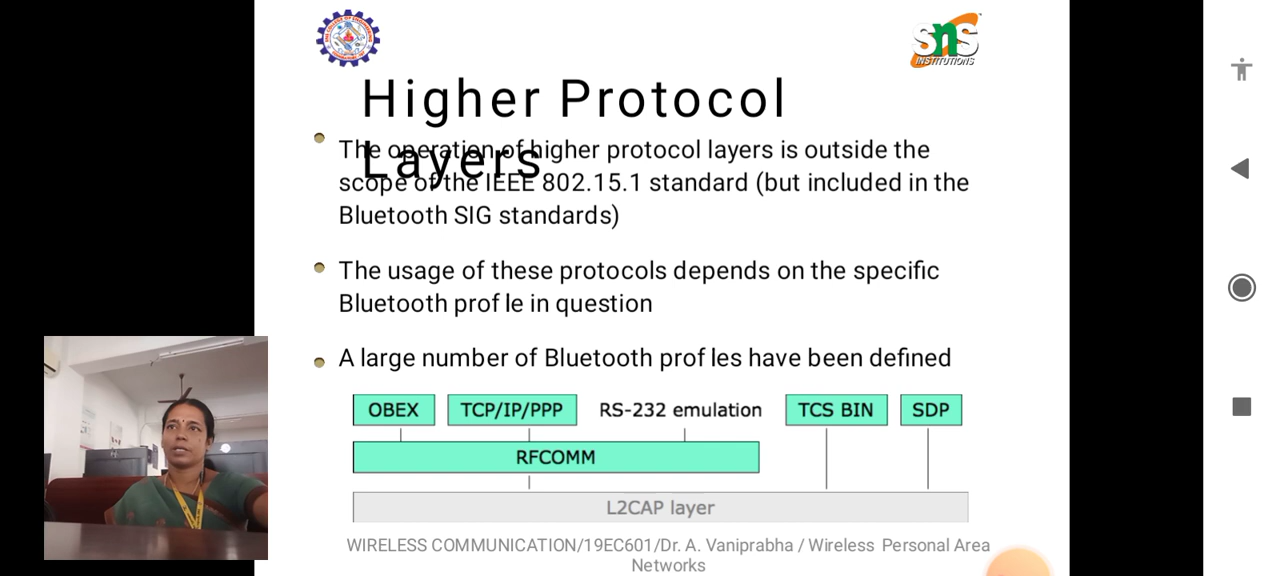 SNS
INSTITUTIONS
Higher Protocol
Layers
The operation of higher protocol layers is outside the
scope of the IEEE 802.15.1 standard (but included in the
Bluetooth SIG standards)
The usage of these protocols depends on the specific
Bluetooth prof le in question
A large number of Bluetooth prof les have been defined
OBEX TCP/IP/PPP RS-232 emulation TCS BIN SDP
RFCOMM
L2CAP layer
WIRELESS COMMUNICATION/19EC601/Dr. A. Vaniprabha / Wireless Personal Area
Networks